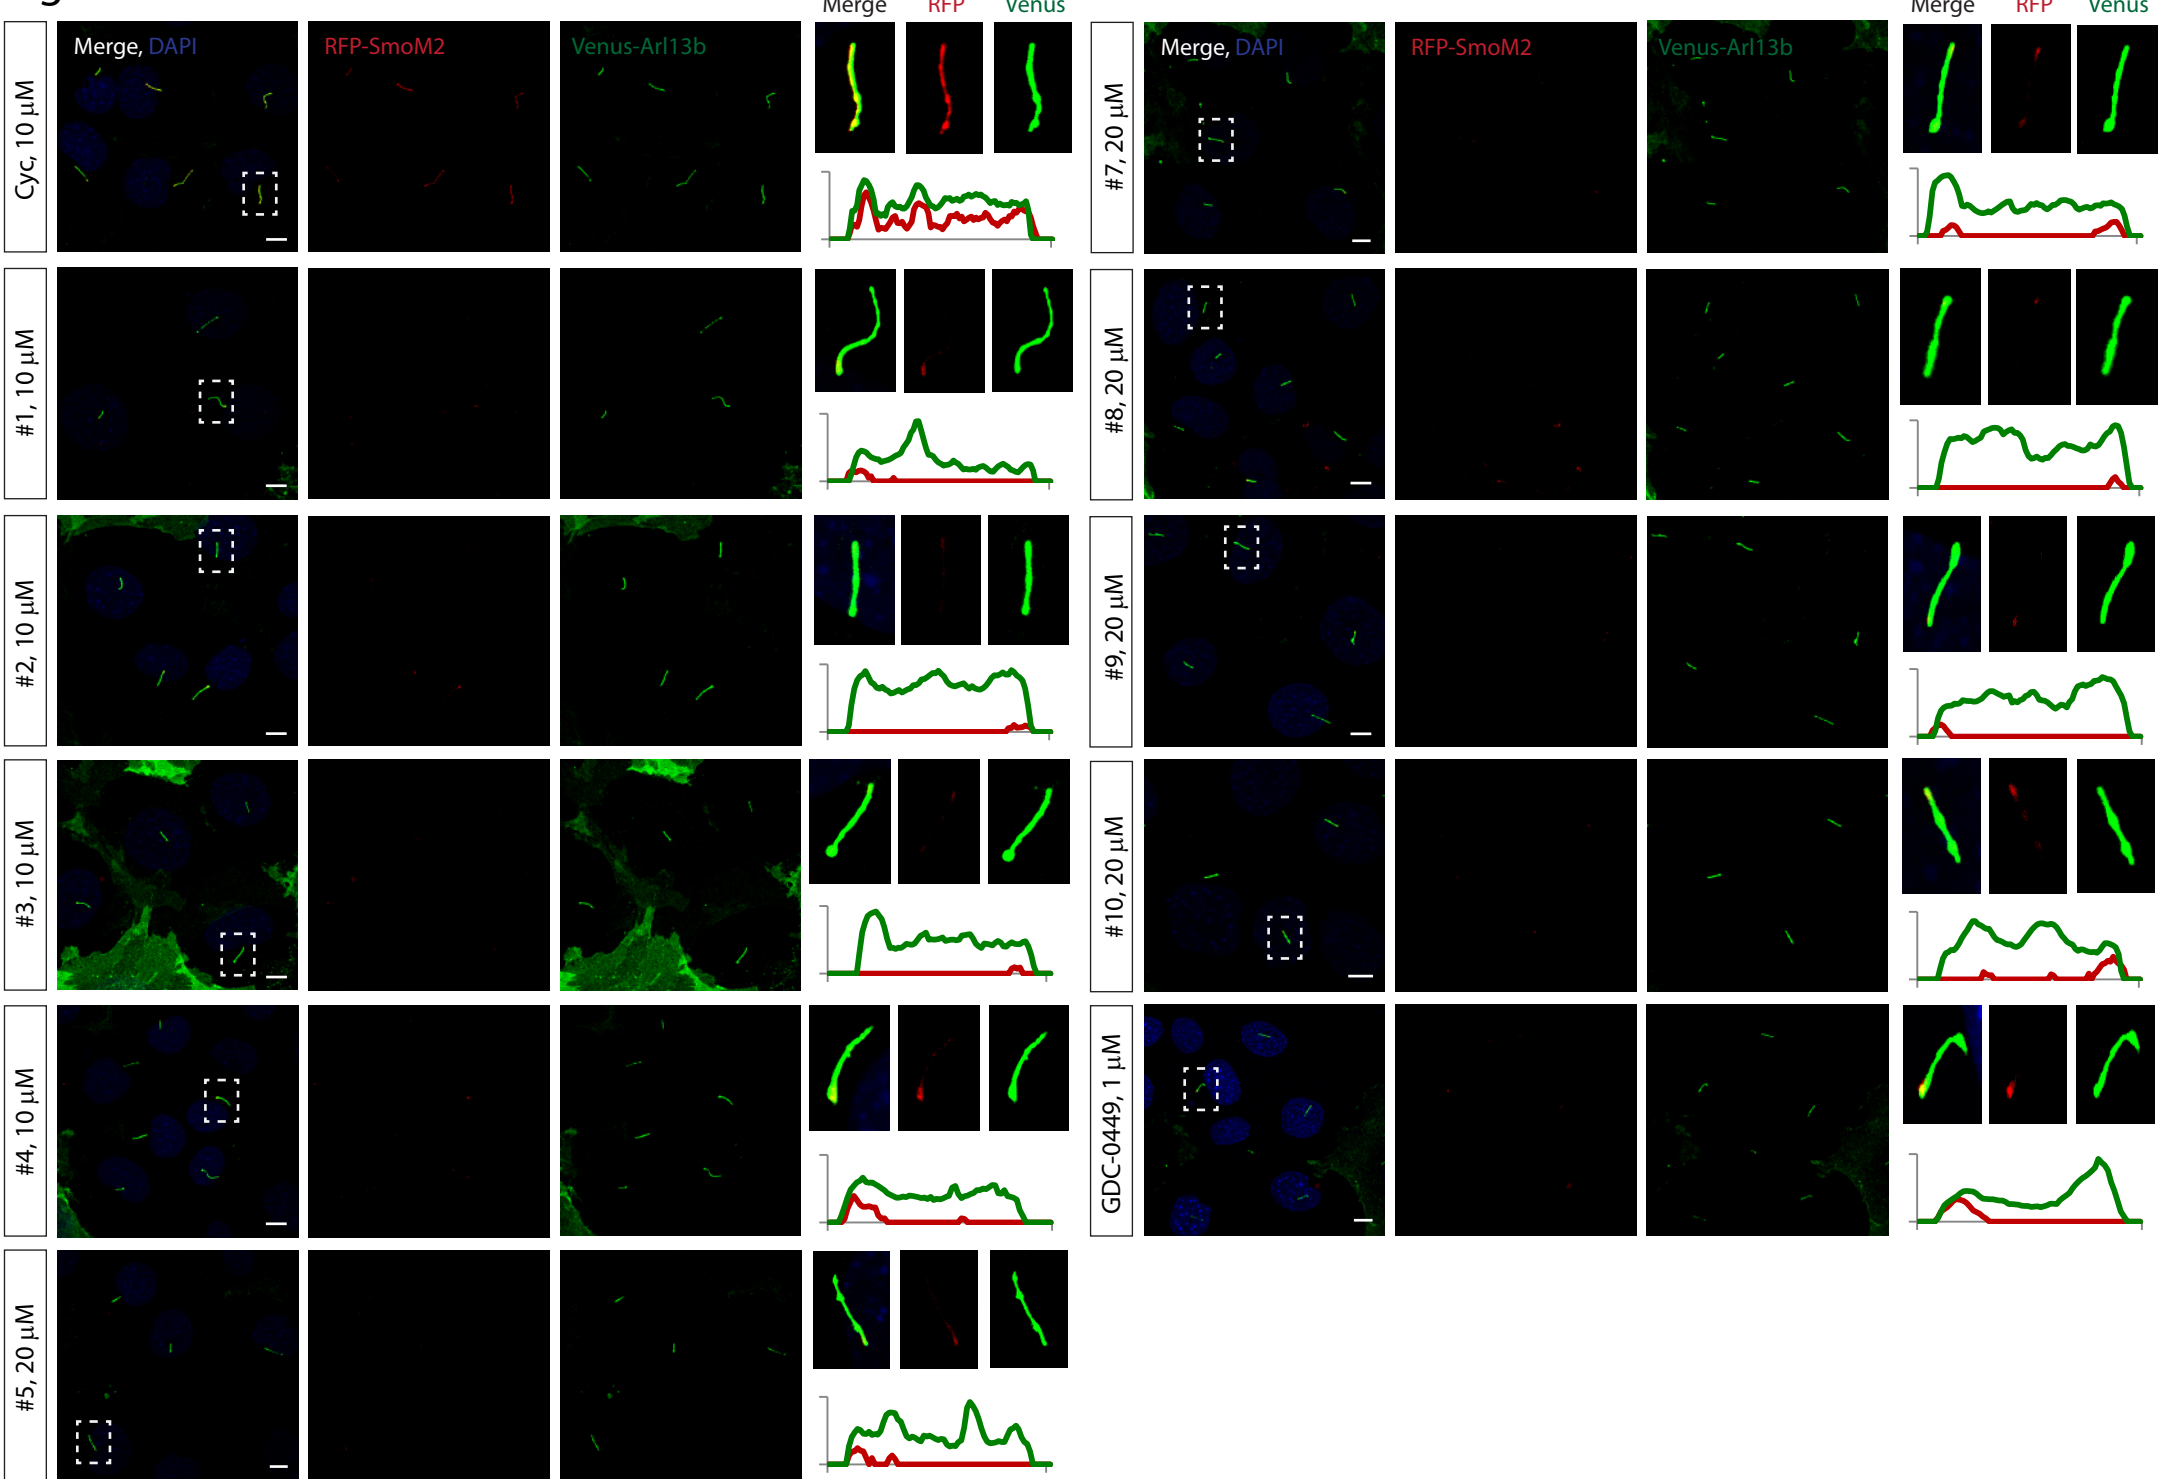 Merge RFP Venus
Cyc, 10 µM
Merge, DAPI
RFP-SmoM2
Venus-Arl13b
#1, 10 µM
#2, 10 µM
#3, 10 µM
#4, 10 µM
#5, 20 µM
Merge RFP Venus
#7, 20 µM
Merge, DAPI
RFP-SmoM2
Venus-Arl13b
#8, 20 µM
#9, 20 µM
#10, 20 µM
GDC-0449, 1 µM